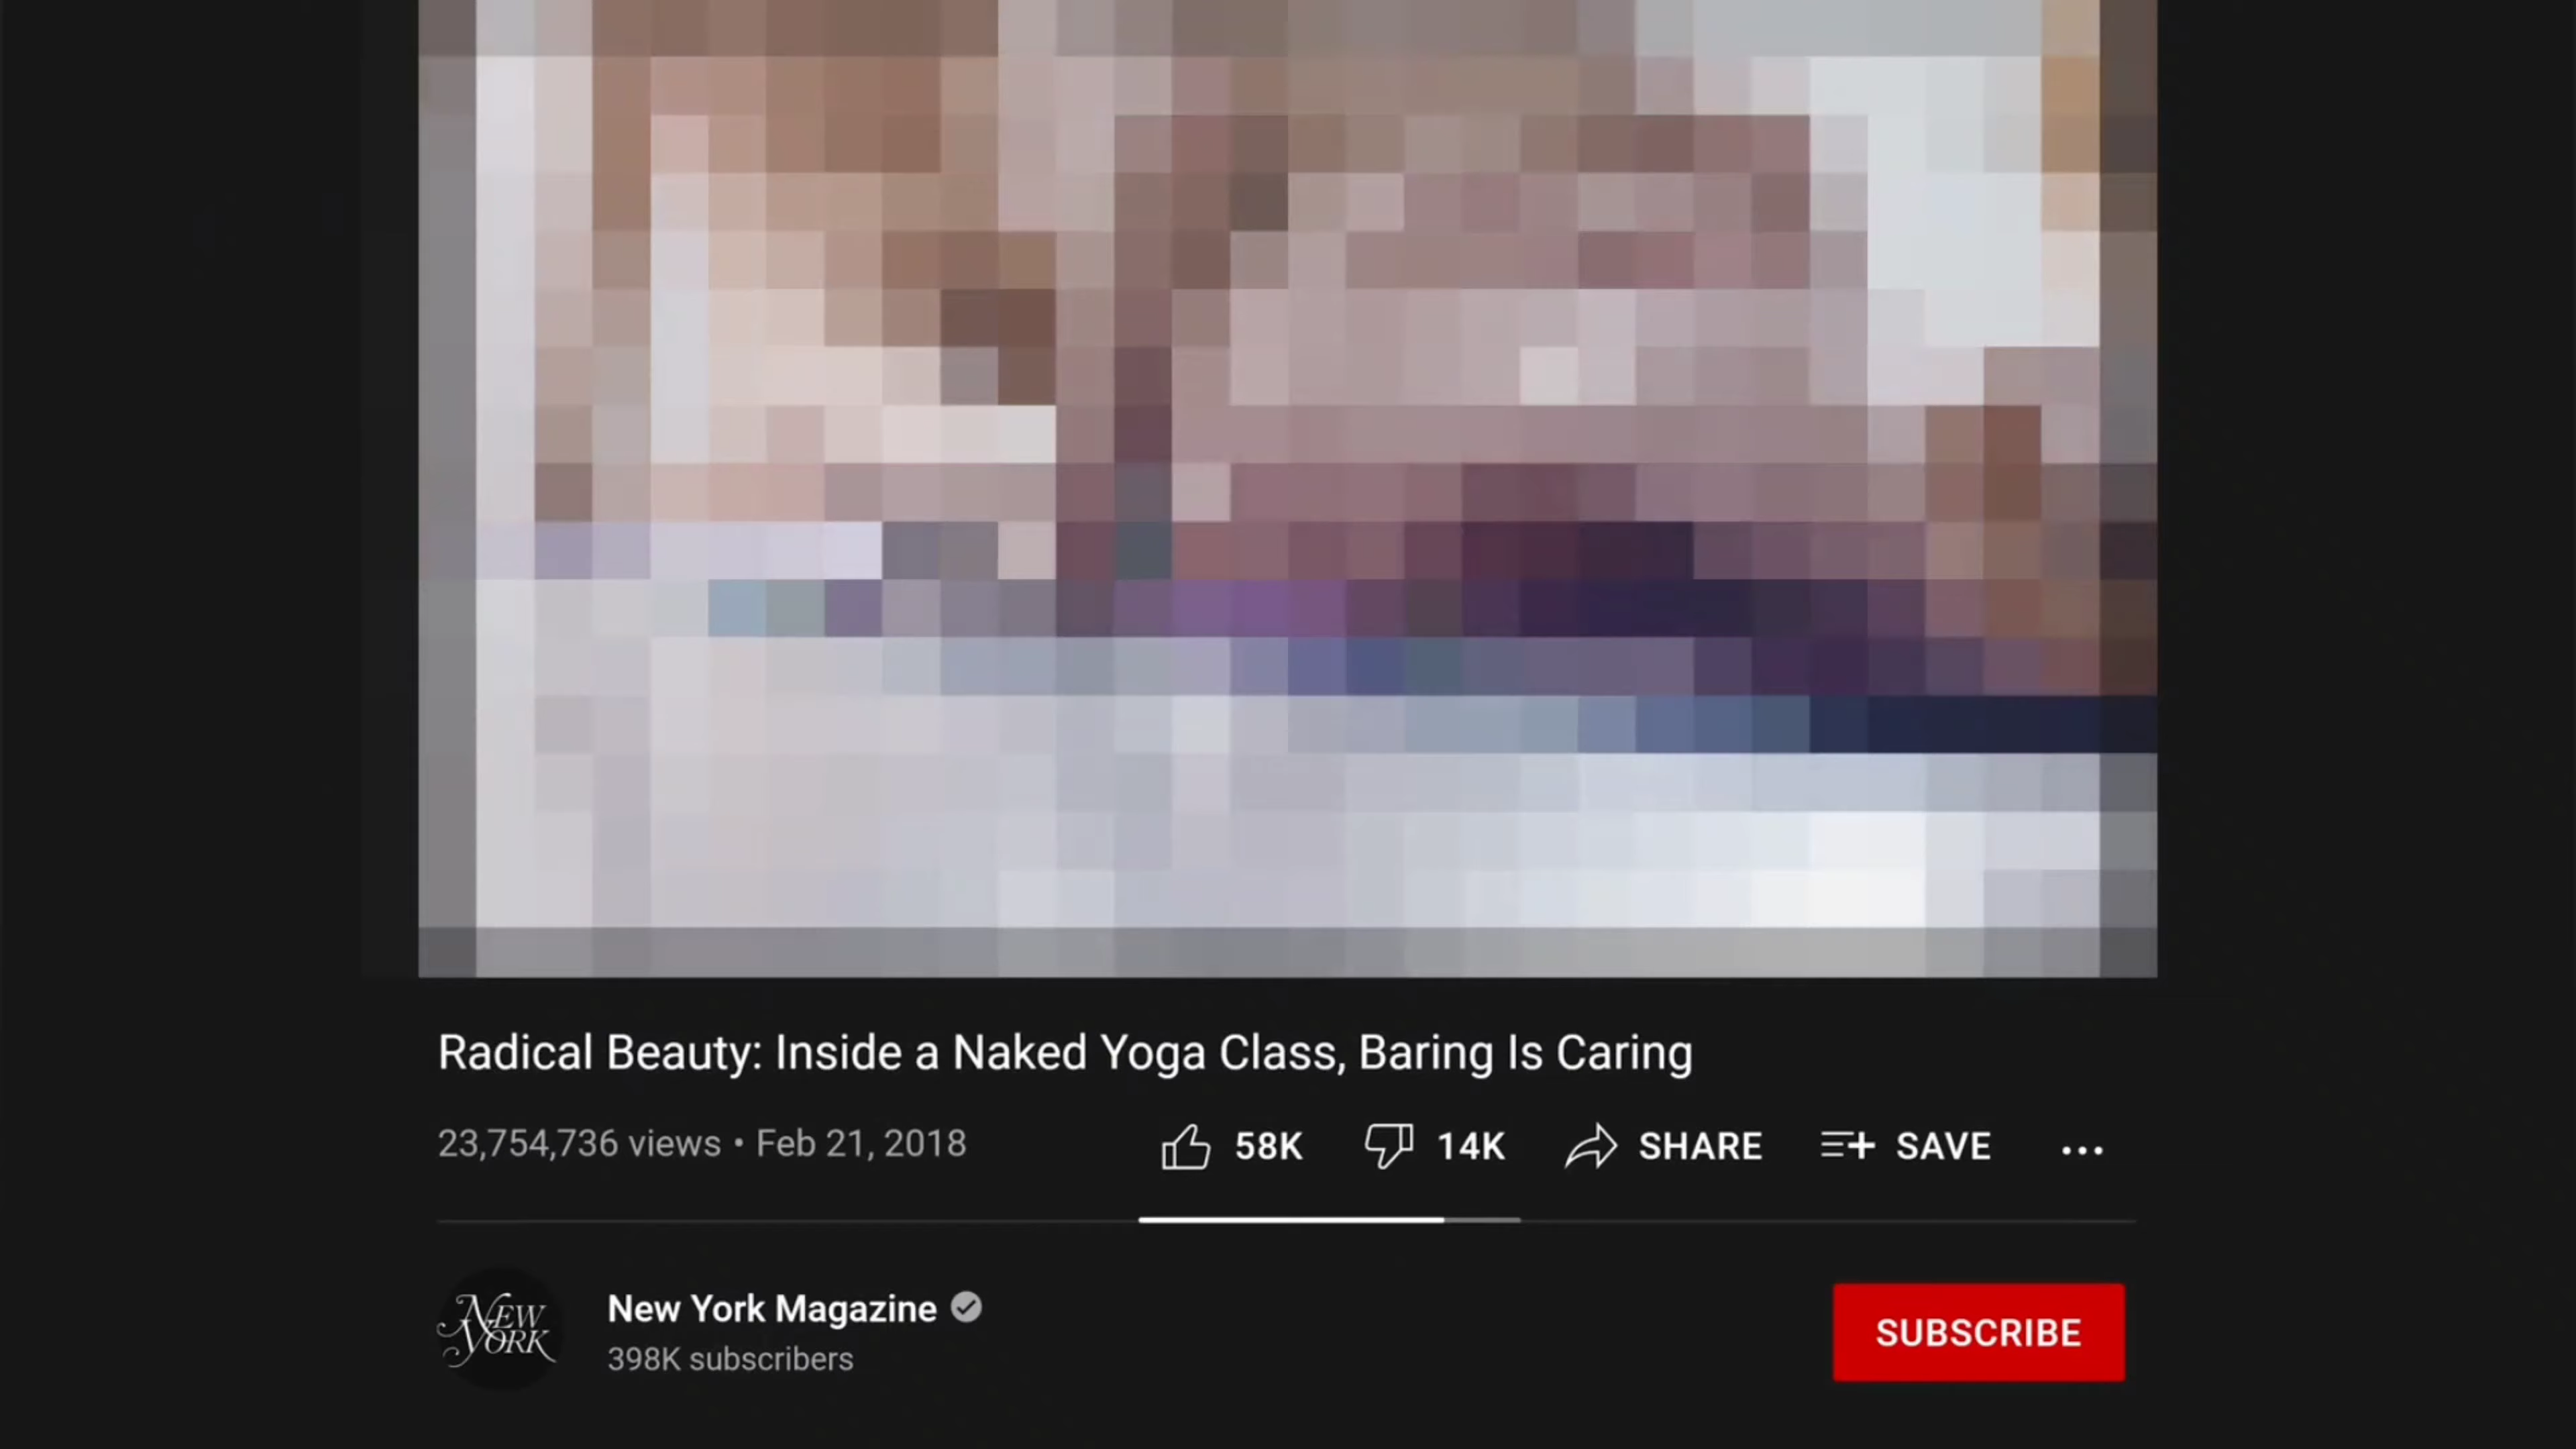 Radical Beauty: Inside a Naked Yoga Class, Baring Is Caring
23,754,736 views • Feb 21, 2018 58K 14K SHARE SAVE ...
NEW YORK
New York Magazine
398K subscribers
SUBSCRIBE